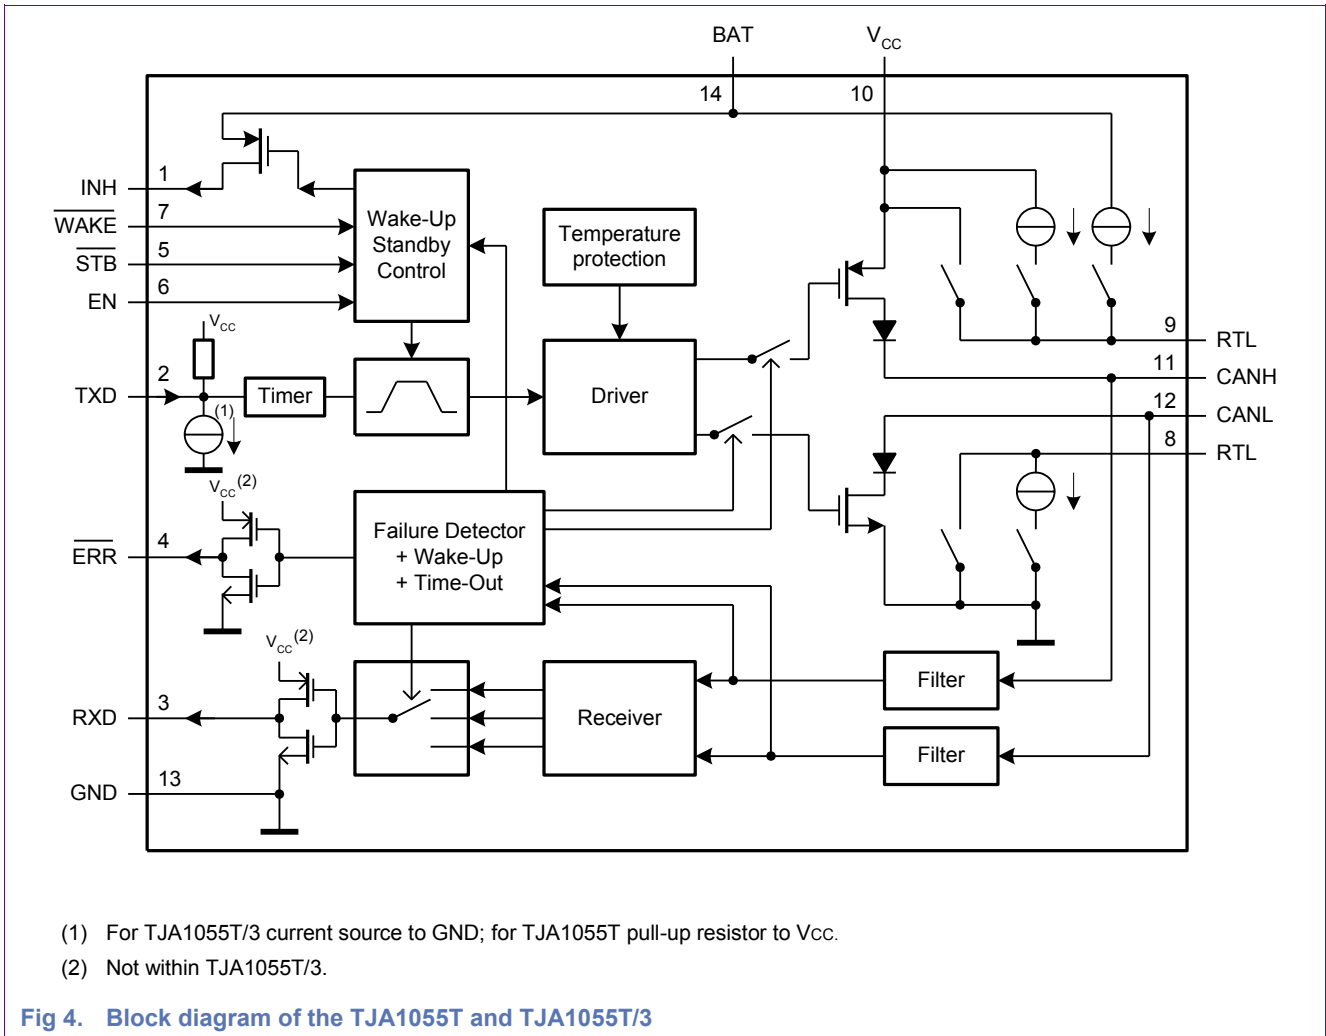 BAT
V_CC
14
10
INH
1
WAKE
7
STB
5
EN
6
Wake-Up
Standby
Control
Temperature
protection
V_CC
TXD
2
(1)
Timer
Driver
9
RTL
11
CANH
12
CANL
8
RTL
V_CC(2)
ERR
4
Failure Detector
+ Wake-Up
+ Time-Out
V_CC(2)
RXD
3
Receiver
Filter
Filter
GND
13
(1) For TJA1055T/3 current source to GND; for TJA1055T pull-up resistor to VCC.
(2) Not within TJA1055T/3.
Fig 4. Block diagram of the TJA1055T and TJA1055T/3